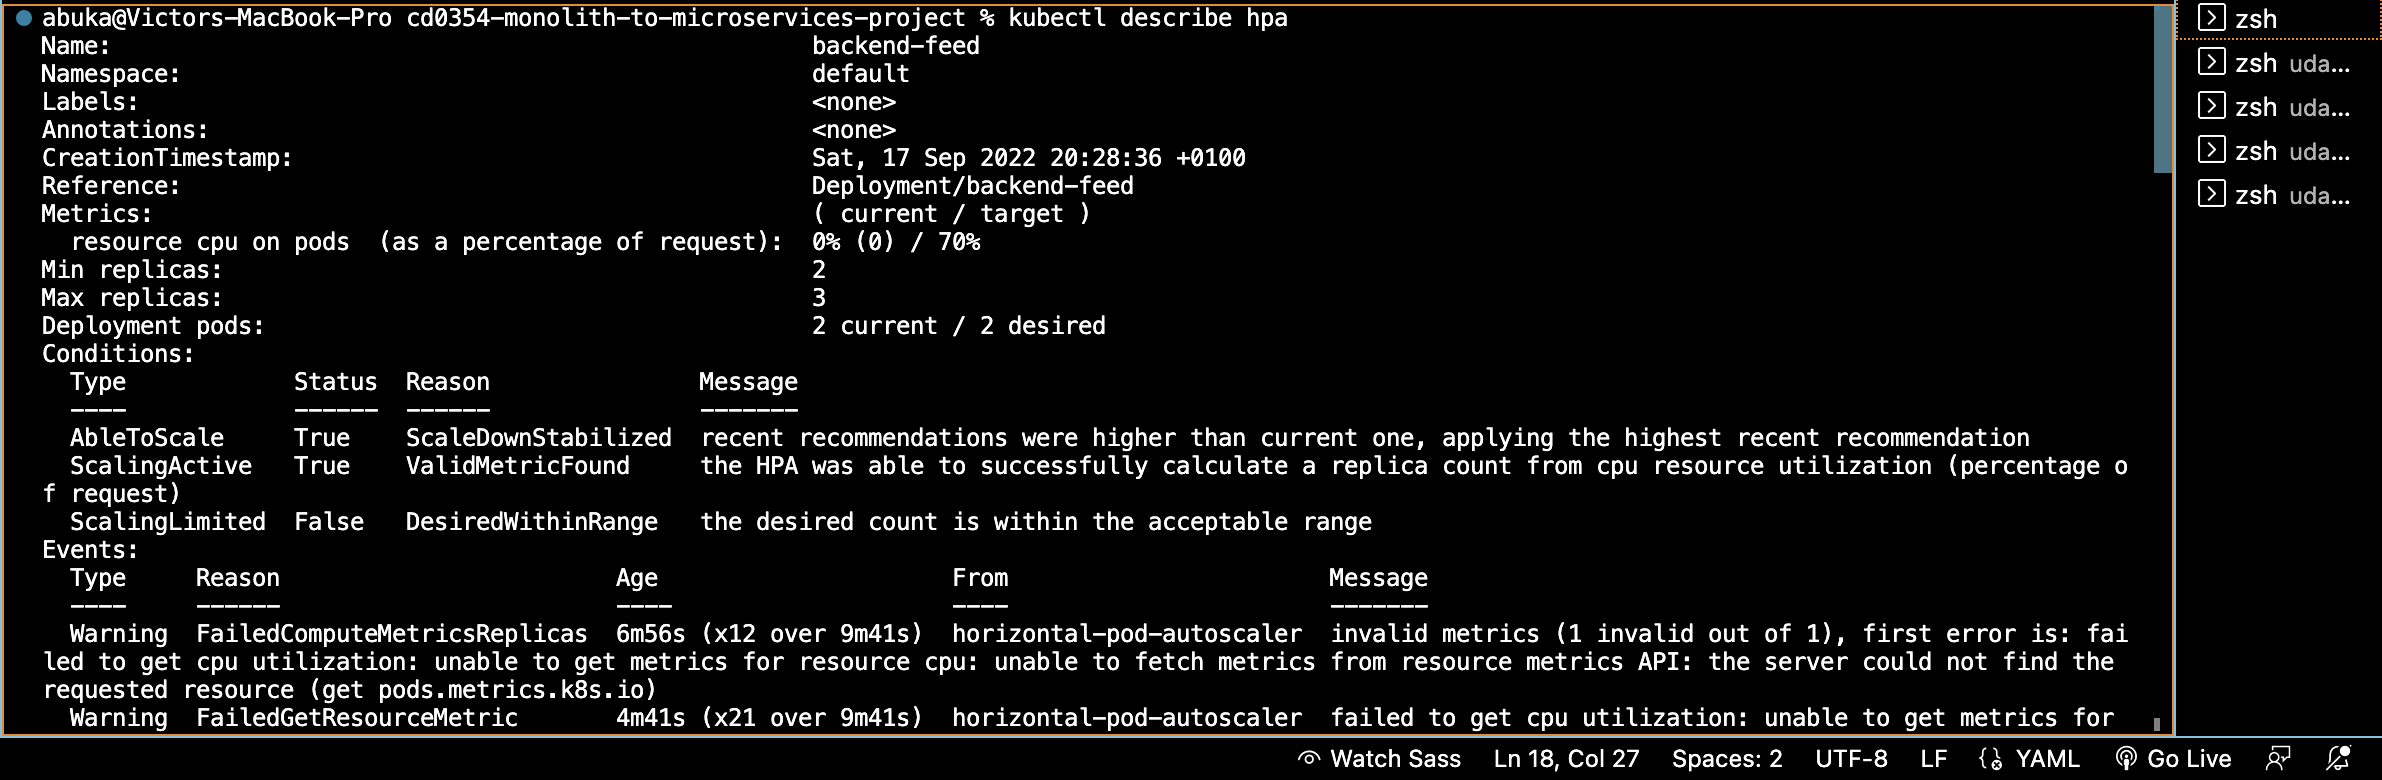 abuka@Victors-MacBook-Pro cd0354-monolith-to-microservices-project % kubectl describe hpa
Name:                                                  backend-feed
Namespace:                                             default
Labels:                                                <none>
Annotations:                                           <none>
CreationTimestamp:                                     Sat, 17 Sep 2022 20:28:36 +0100
Reference:                                             Deployment/backend-feed
Metrics:                                               ( current / target )
  resource cpu on pods  (as a percentage of request):  0% (0) / 70%
Min replicas:                                          2
Max replicas:                                          3
Deployment pods:                                       2 current / 2 desired
Conditions:
  Type            Status  Reason               Message
  ----            ------  ------               -------
  AbleToScale     True    ScaleDownStabilized  recent recommendations were higher than current one, applying the highest recent recommendation
  ScalingActive   True    ValidMetricFound     the HPA was able to successfully calculate a replica count from cpu resource utilization (percentage o
f request)
  ScalingLimited  False   DesiredWithinRange   the desired count is within the acceptable range
Events:
  Type     Reason                        Age                     From                       Message
  ----     ------                        ----                    ----                       -------
  Warning  FailedComputeMetricsReplicas  6m56s (x12 over 9m41s)  horizontal-pod-autoscaler  invalid metrics (1 invalid out of 1), first error is: fai
led to get cpu utilization: unable to get metrics for resource cpu: unable to fetch metrics from resource metrics API: the server could not find the
requested resource (get pods.metrics.k8s.io)
  Warning  FailedGetResourceMetric       4m41s (x21 over 9m41s)  horizontal-pod-autoscaler  failed to get cpu utilization: unable to get metrics for
zsh
zsh uda...
zsh uda...
zsh uda...
zsh uda...
Watch Sass  Ln 18, Col 27  Spaces: 2  UTF-8  LF  YAML  Go Live